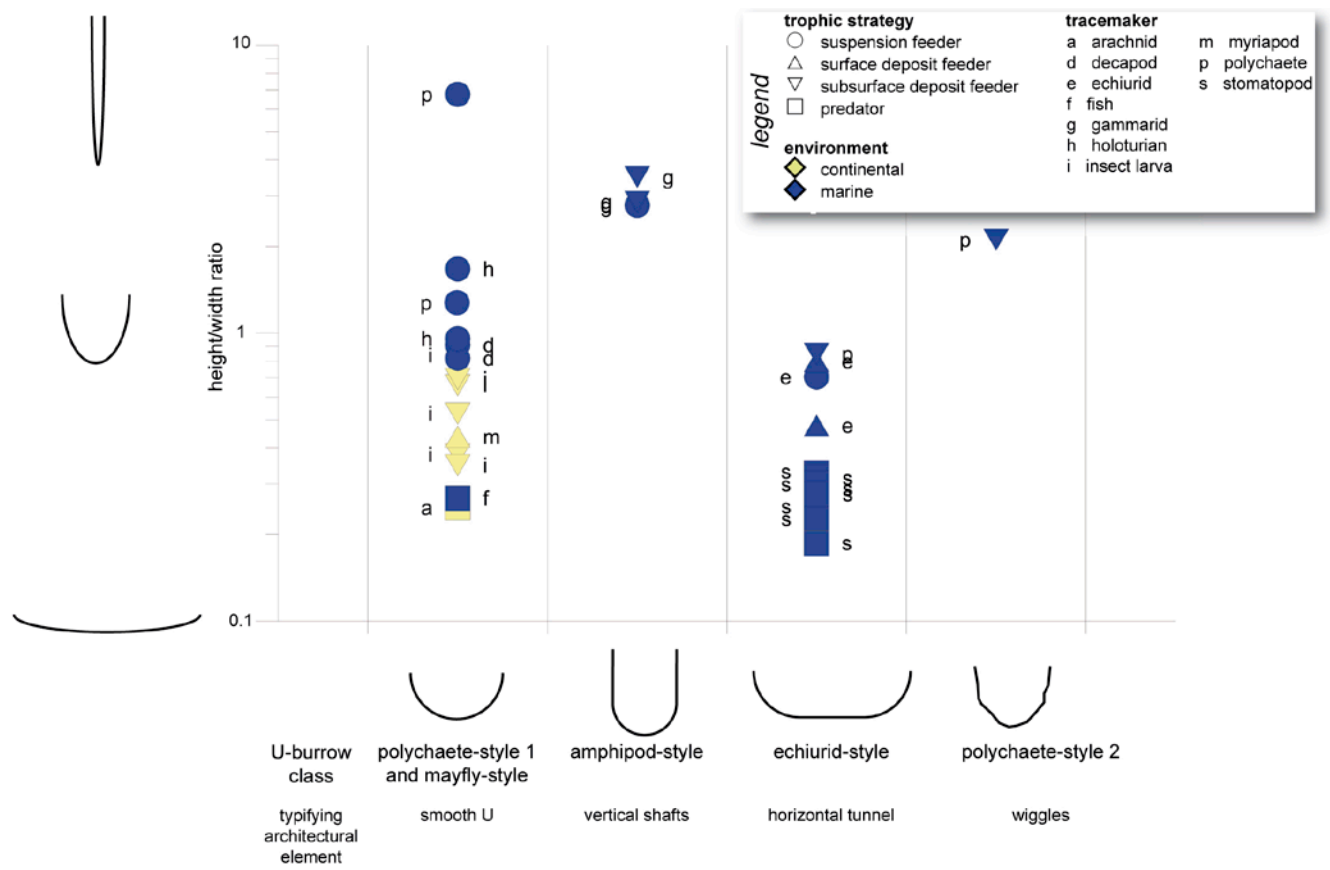 10
1
0.1
height/width ratio
legend
trophic strategy
suspension feeder
surface deposit feeder
subsurface deposit feeder
predator
environment
continental
marine
tracemaker
a arachnid
d decapod
e echiurid
f fish
g gammarid
h holoturian
i insect larva
m myriapod
p polychaete
s stomatopod
p
h
p
h
d
i
d
i
m
i
i
f
a
g
g
p
p
e
e
e
s
s
s
s
s
s
s
s
U-burrow
class
polychaete-style 1
and mayfly-style
amphipod-style
echiurid-style
polychaete-style 2
typifying
architectural
element
smooth U
vertical shafts
horizontal tunnel
wiggles